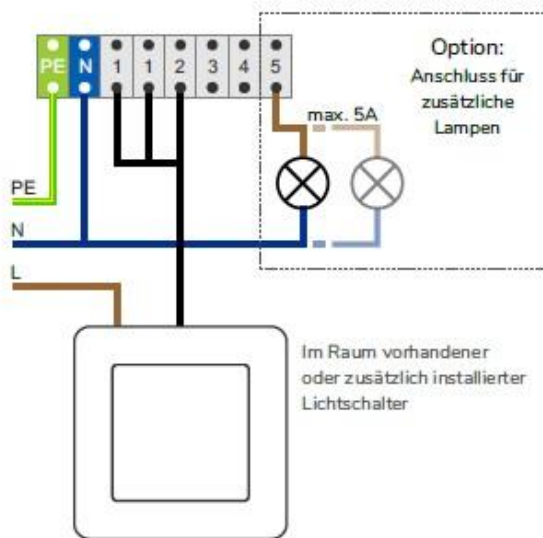 Option:
Anschluss für
zusätzliche
Lampen
PE N 1 1 2 3 4 5
max. 5A
PE
N
L
Im Raum vorhandener
oder zusätzlich installierter
Lichtschalter